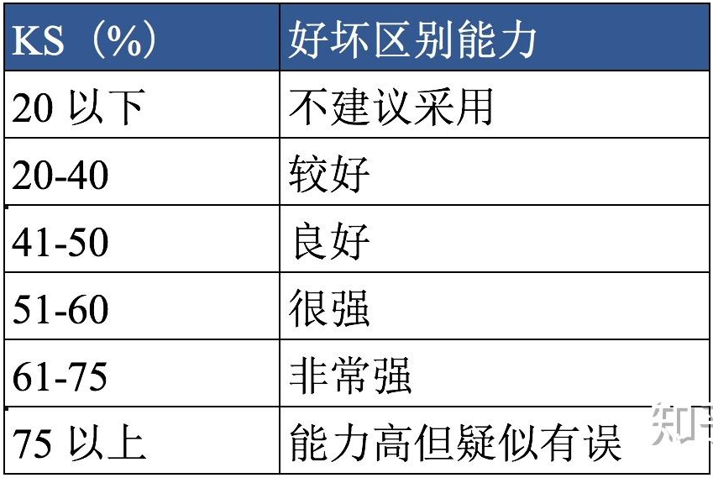 KS（%） 好坏区别能力
20 以下 不建议采用
20-40 较好
41-50 良好
51-60 很强
61-75 非常强
75 以上 能力高但疑似有误
知